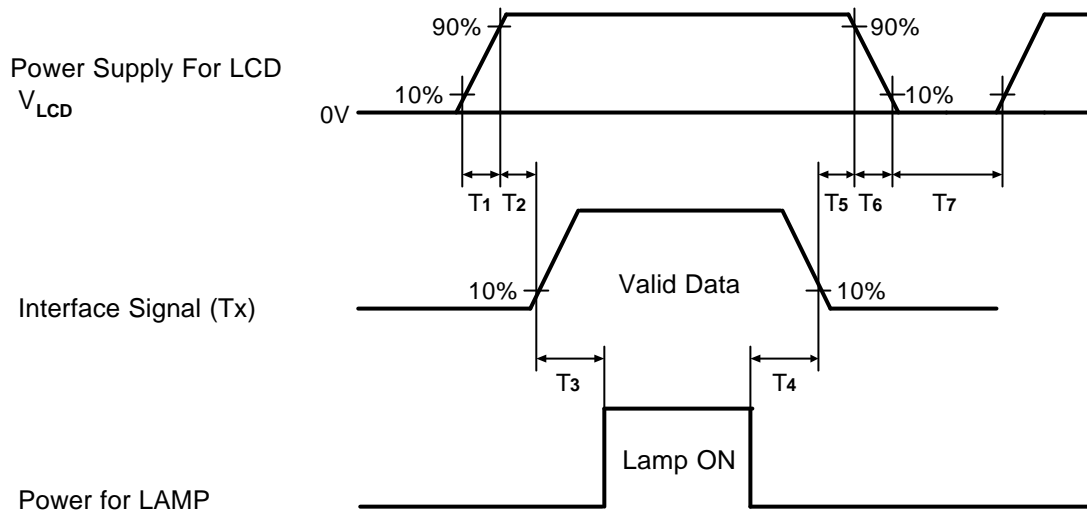 90%
90%
Power Supply For LCD
VLCD
10%
10%
0V
T1
T2
T5
T6
T7
Interface Signal (Tx)
10%
Valid Data
10%
T3
T4
Lamp ON
Power for LAMP